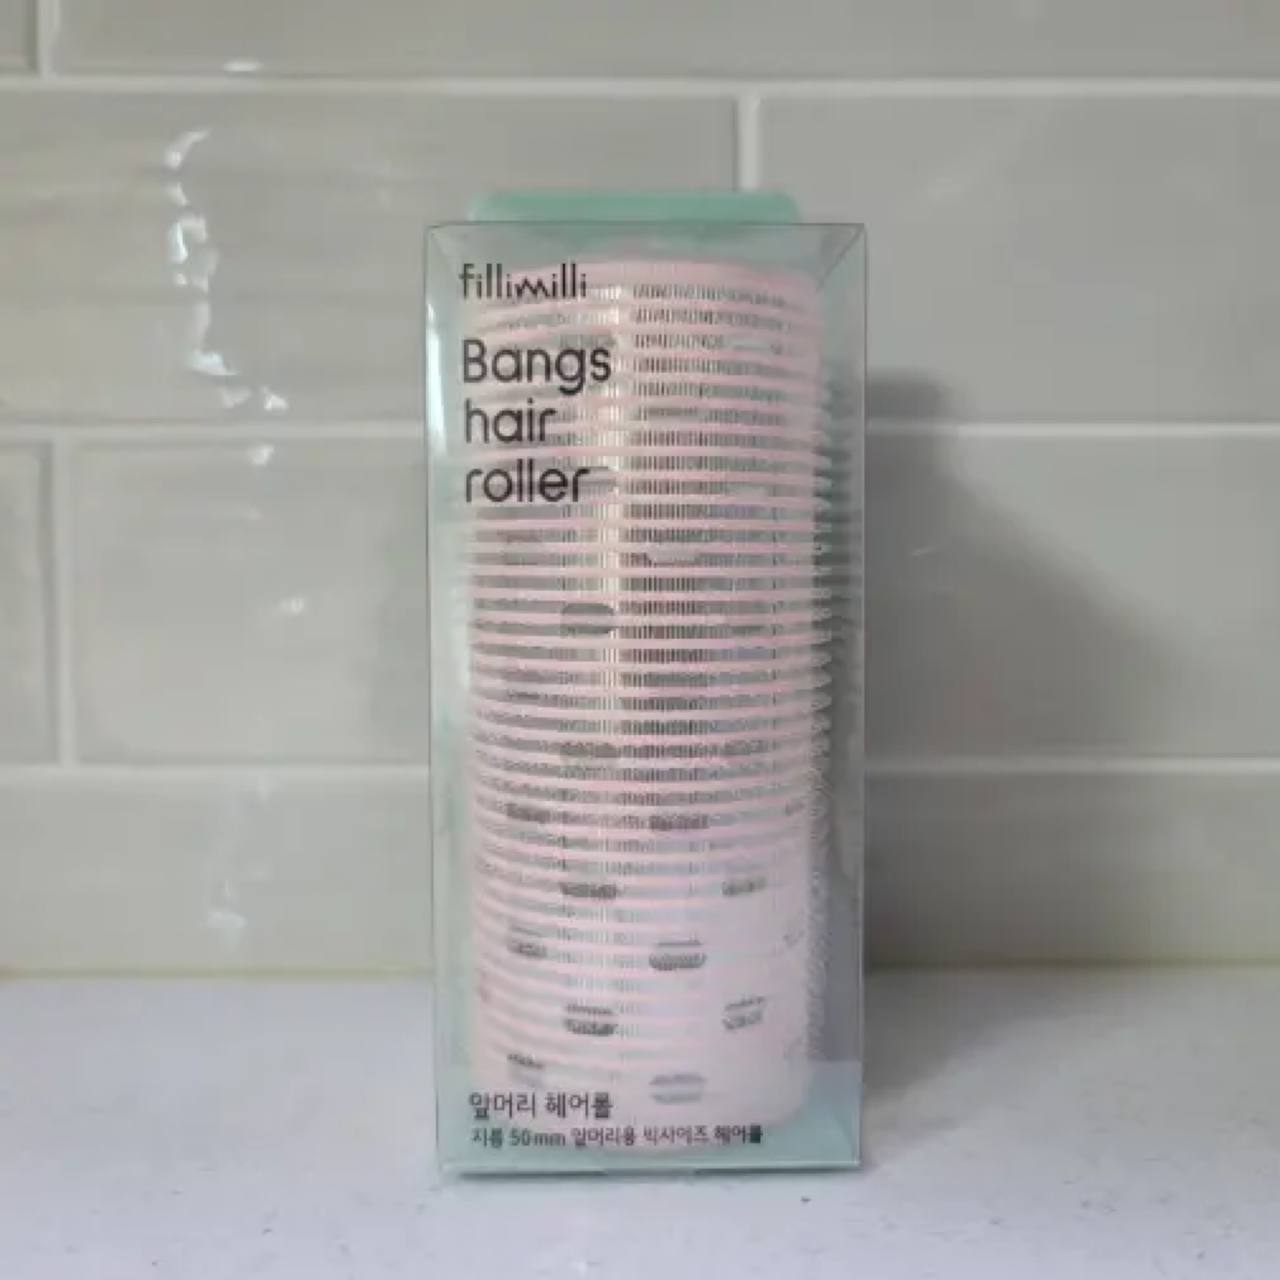 fillimilli
Bangs
hair
roller
앞머리 헤어롤
지름 50mm 앞머리용 빅사이즈 헤어롤